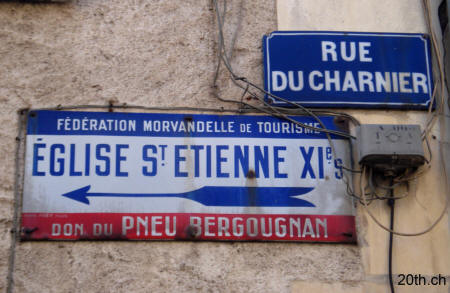 RUE
DU CHARNIER
FÉDÉRATION MORVANDELLE DE TOURISME
ÉGLISE ST ETIENNE XIe S
DON DU PNEU BERGOUGNAN
20th.ch